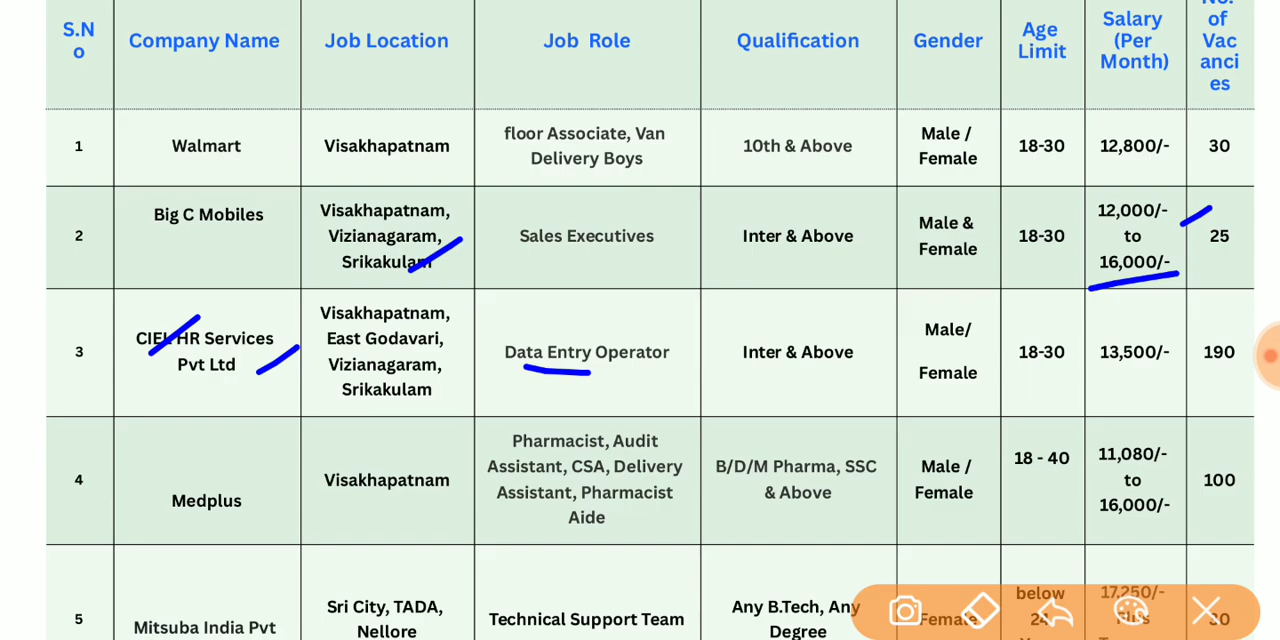 S.N
o
Company Name
Job Location
Job Role
Qualification
Gender
Age
Limit
Salary
(Per
Month)
No.
of
Vac
anci
es
1
Walmart
Visakhapatnam
floor Associate, Van
Delivery Boys
10th & Above
Male /
Female
18-30
12,800/-
30
2
Big C Mobiles
Visakhapatnam,
Vizianagaram,
Srikakulam
Sales Executives
Inter & Above
Male &
Female
18-30
12,000/-
to
16,000/-
25
3
CIEL HR Services
Pvt Ltd
Visakhapatnam,
East Godavari,
Vizianagaram,
Srikakulam
Data Entry Operator
Inter & Above
Male/
Female
18-30
13,500/-
190
4
Medplus
Visakhapatnam
Pharmacist, Audit
Assistant, CSA, Delivery
Assistant, Pharmacist
Aide
B/D/M Pharma, SSC
& Above
Male /
Female
18 - 40
11,080/-
to
16,000/-
100
5
Mitsuba India Pvt
Sri City, TADA,
Nellore
Technical Support Team
Any B.Tech, Any
Degree
Female
below
24
17,250/-
Plus
30